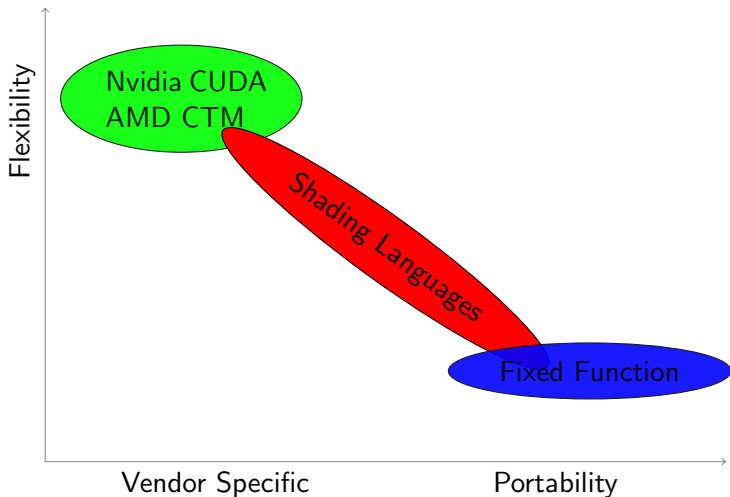 Flexibility
Nvidia CUDA
AMD CTM
Shading Languages
Fixed Function
Vendor Specific
Portability